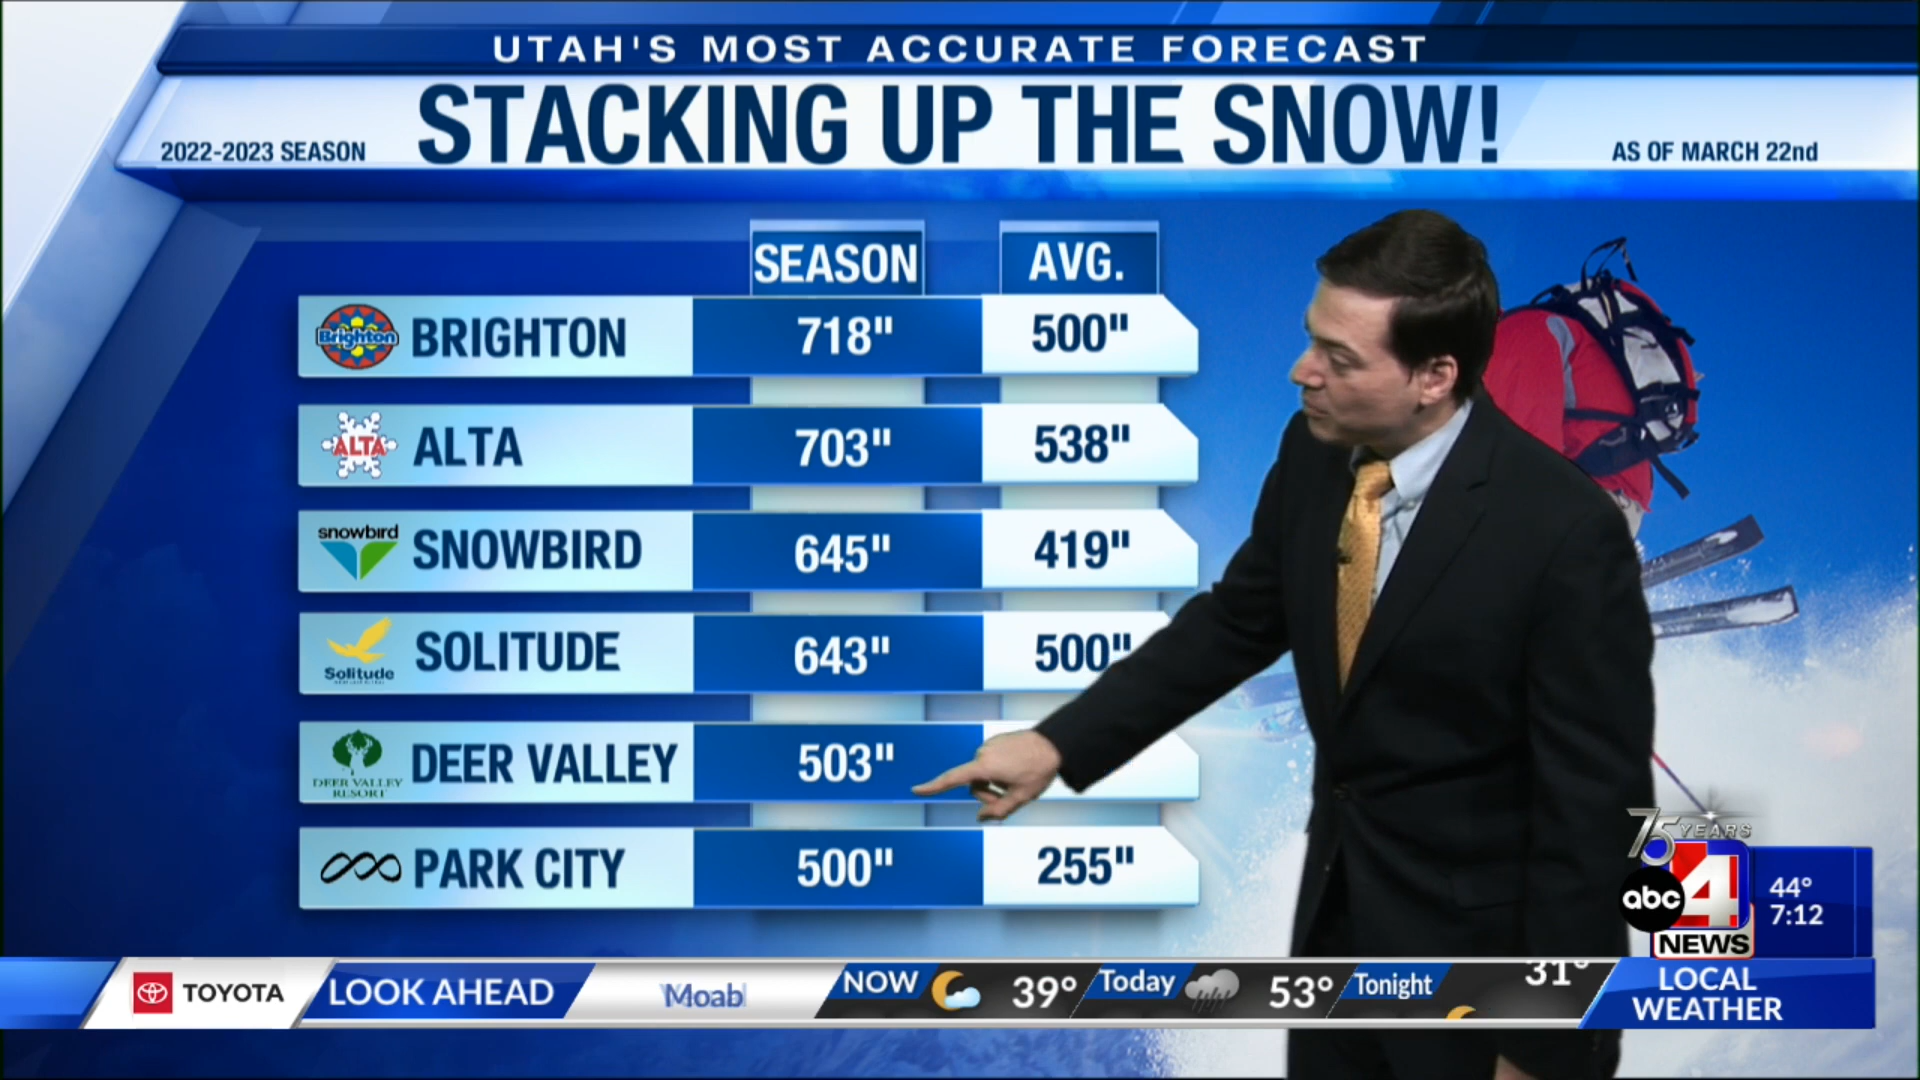 UTAH'S MOST ACCURATE FORECAST
STACKING UP THE SNOW!
2022-2023 SEASON
AS OF MARCH 22nd
SEASON AVG.
Brighton BRIGHTON 718" 500"
ALTA ALTA 703" 538"
snowbird SNOWBIRD 645" 419"
Solitude SOLITUDE 643" 500"
DEER VALLEY RESORT DEER VALLEY 503"
PARK CITY 500" 255"
75 YEARS
abc 4
NEWS
44°
7:12
TOYOTA LOOK AHEAD Moab NOW 39° Today 53° Tonight 31°
LOCAL
WEATHER